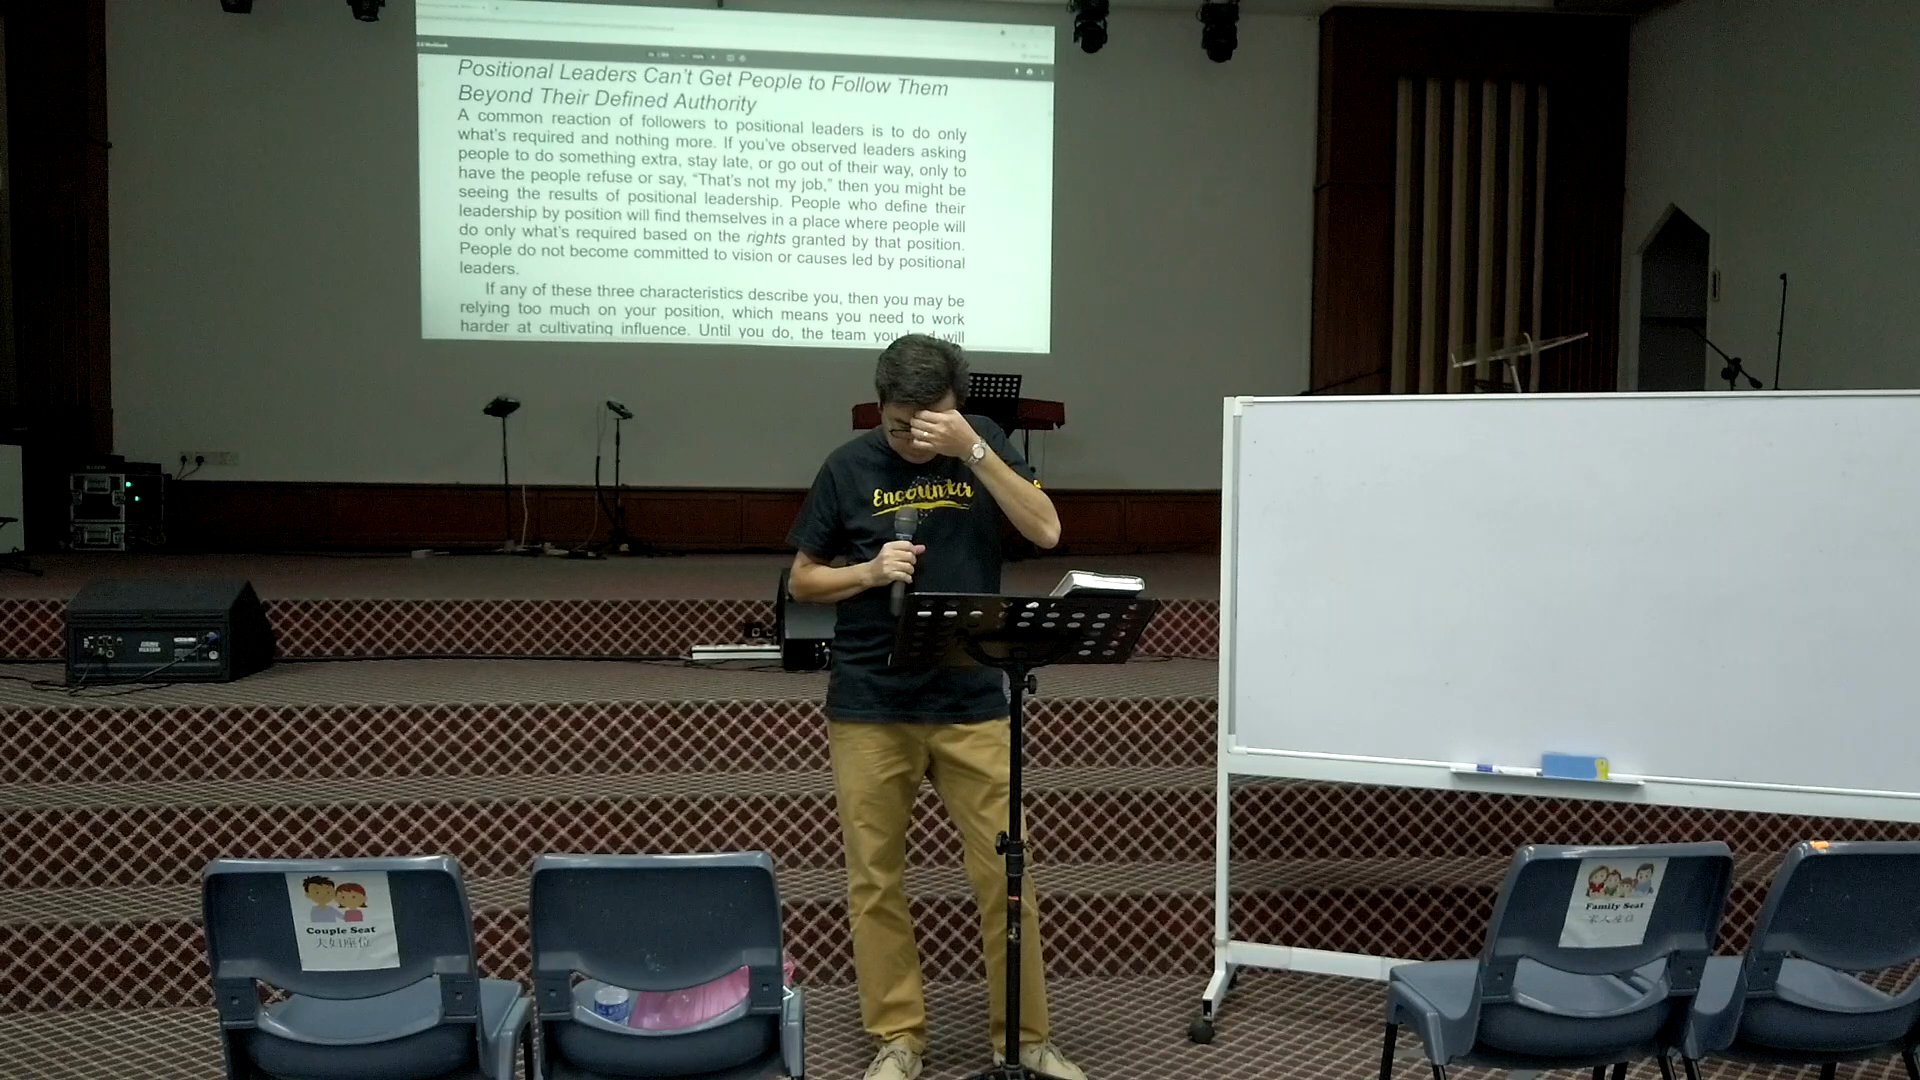 Positional Leaders Can't Get People to Follow Them
Beyond Their Defined Authority
A common reaction of followers to positional leaders is to do only
what's required and nothing more. If you've observed leaders asking
people to do something extra, stay late, or go out of their way, only to
have the people refuse or say, "That's not my job," then you might be
seeing the results of positional leadership. People who define their
leadership by position will find themselves in a place where people will
do only what's required based on the rights granted by that position.
People do not become committed to vision or causes led by positional
leaders.
If any of these three characteristics describe you, then you may be
relying too much on your position, which means you need to work
harder at cultivating influence. Until you do, the team you will
Encounter
Couple Seat
夫妇座位
Family Seat
家人座位